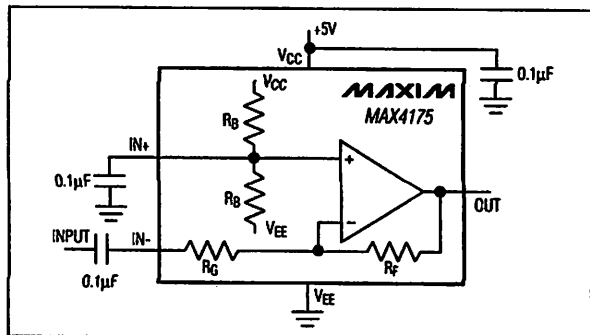 +5V
VCC
0.1µF
VCC
MAXIM
MAX4175
RB
IN+
+
0.1µF
RB
OUT
VEE
−
INPUT
IN-
RG
RF
0.1µF
VEE